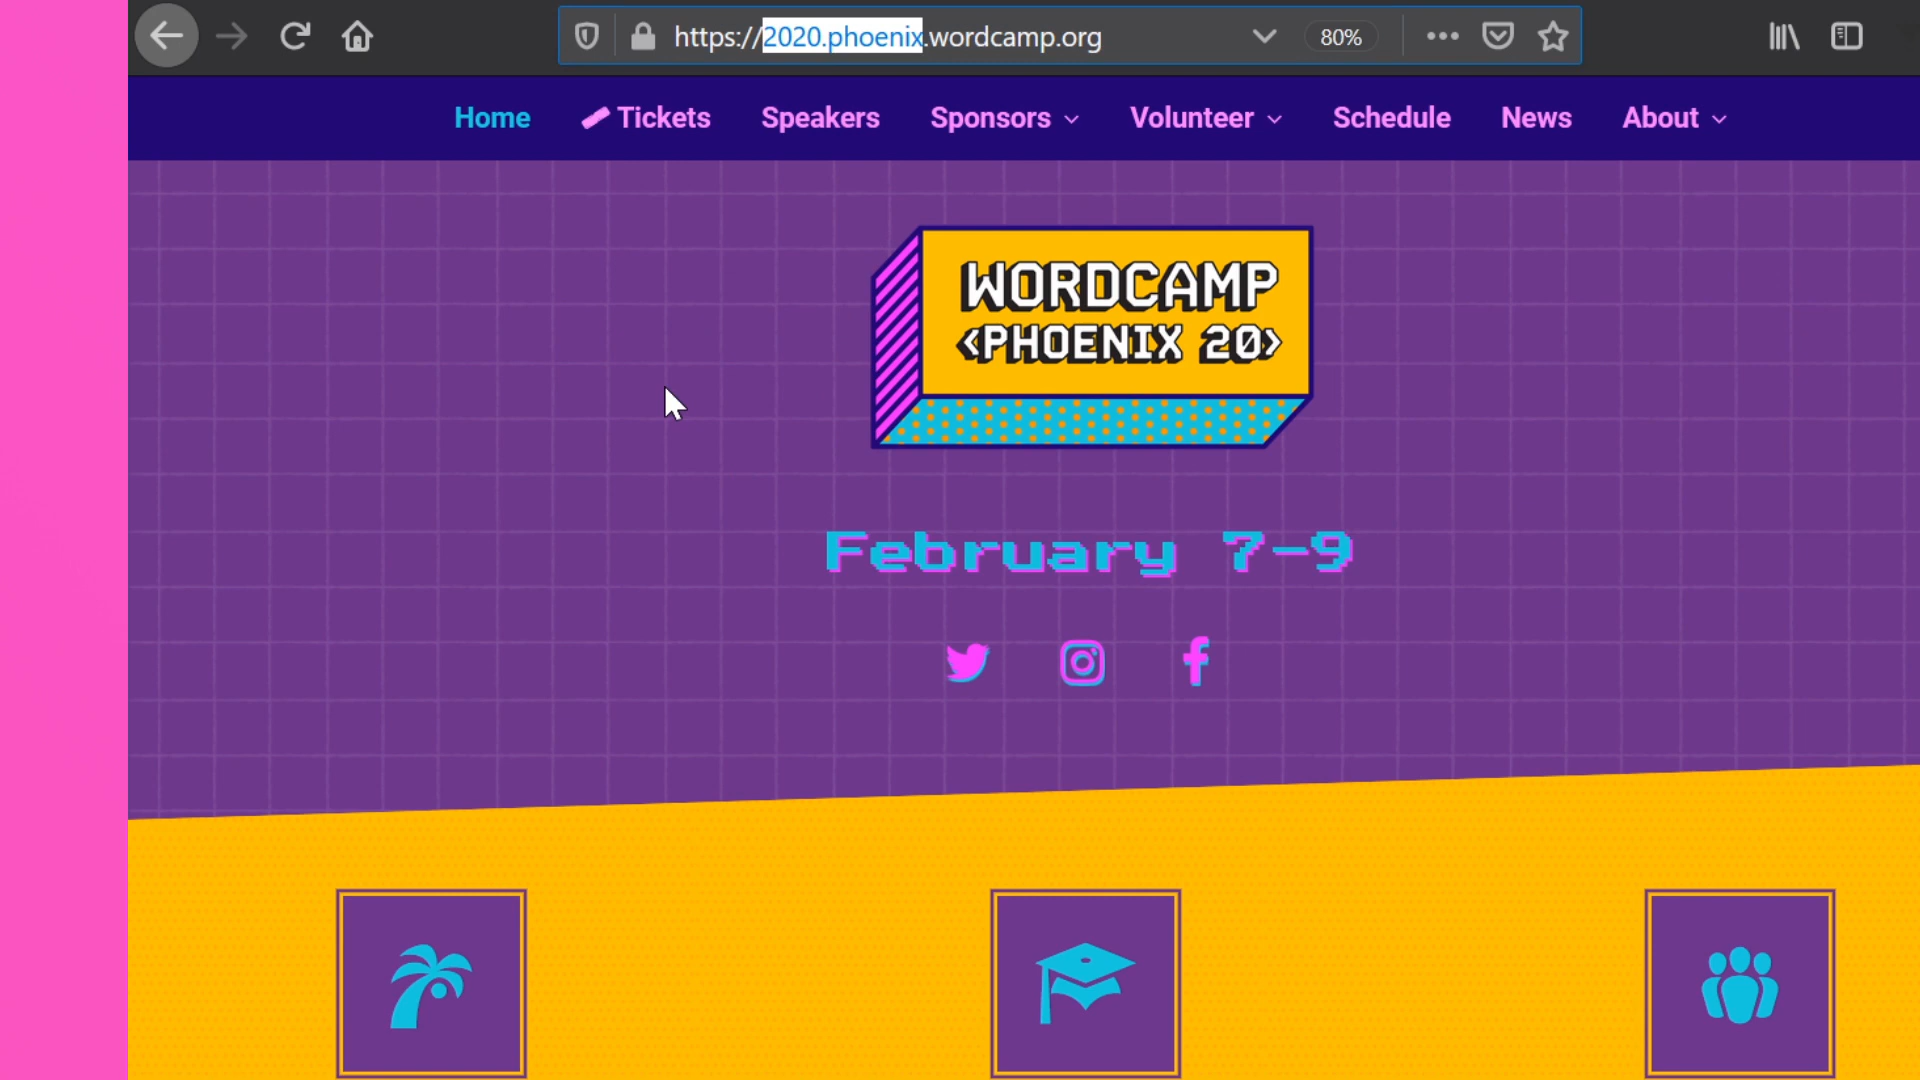 https://2020.phoenix.wordcamp.org
80%
Home Tickets Speakers Sponsors Volunteer Schedule News About
WORDCAMP
<PHOENIX 20>
February 7-9